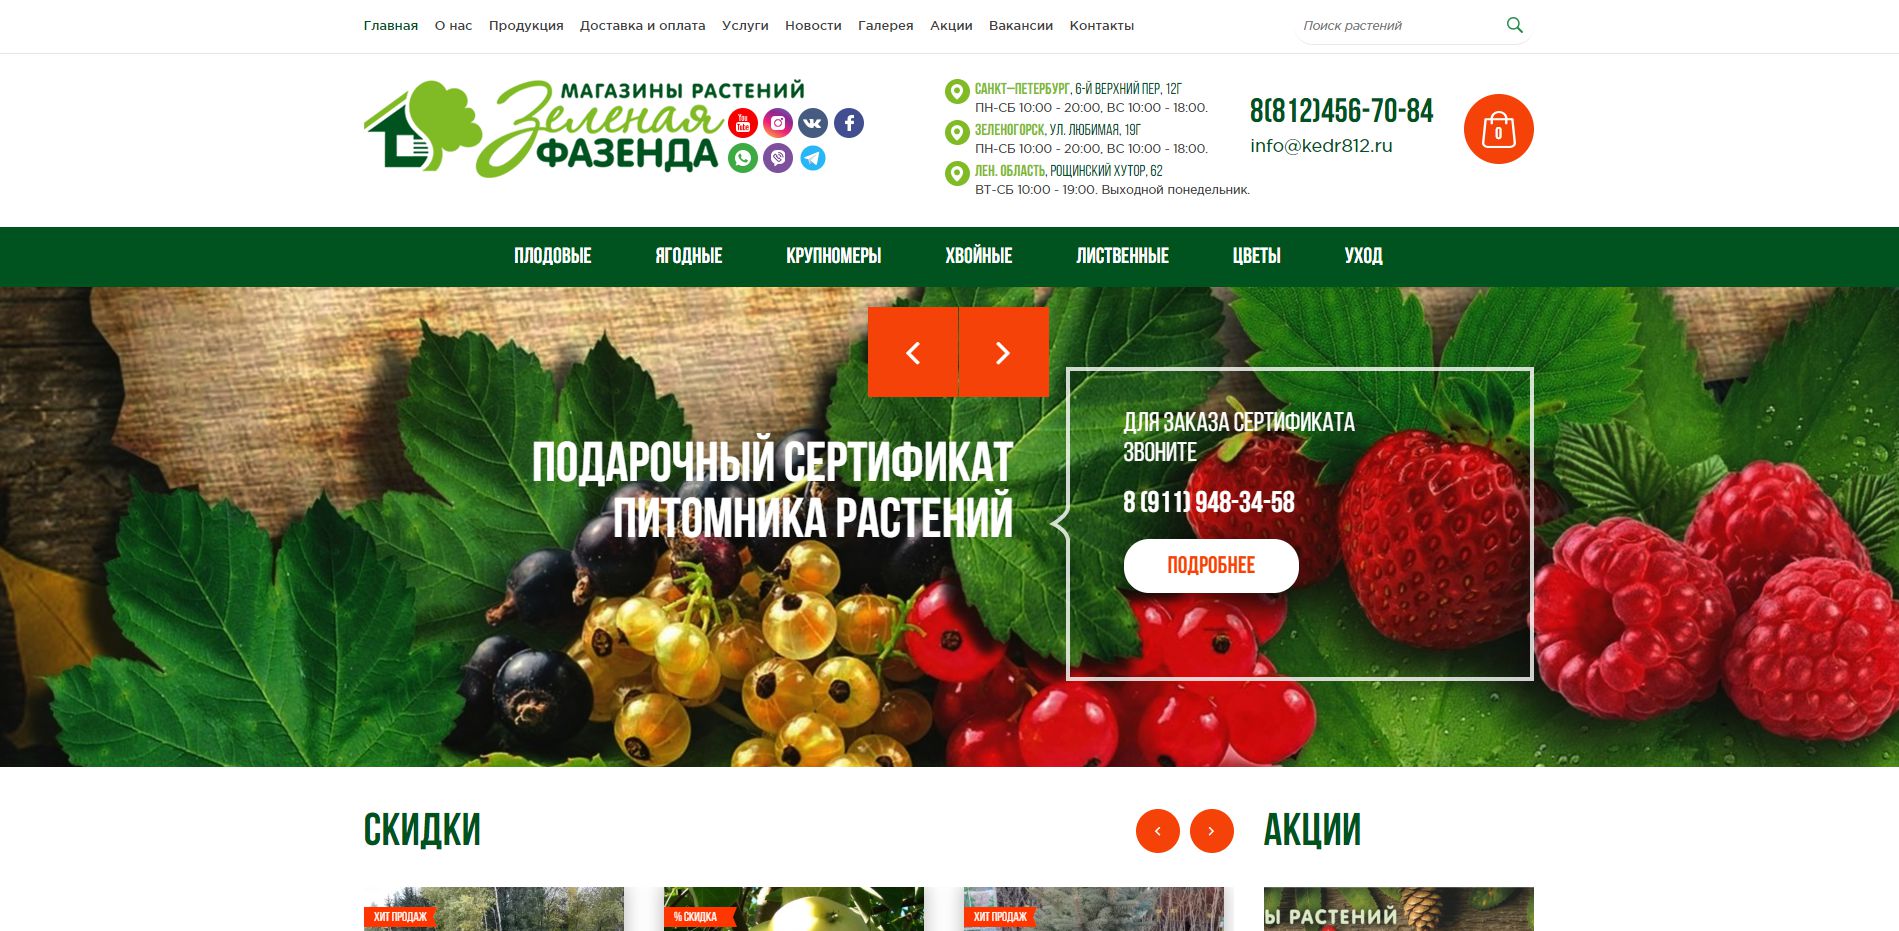 Главная О нас Продукция Доставка и оплата Услуги Новости Галерея Акции Вакансии Контакты
Поиск растений
МАГАЗИНЫ РАСТЕНИЙ
Зеленая
ФАЗЕНДА
You
Tube
САНКТ-ПЕТЕРБУРГ, 6-Й ВЕРХНИЙ ПЕР, 12Г
ПН-СБ 10:00 - 20:00, ВС 10:00 - 18:00.
ЗЕЛЕНОГОРСК, УЛ. ЛЮБИМАЯ, 19Г
ПН-СБ 10:00 - 20:00, ВС 10:00 - 18:00.
ЛЕН. ОБЛАСТЬ, РОЩИНСКИЙ ХУТОР, 62
ВТ-СБ 10:00 - 19:00. Выходной понедельник.
8(812)456-70-84
info@kedr812.ru
0
ПЛОДОВЫЕ ЯГОДНЫЕ КРУПНОМЕРЫ ХВОЙНЫЕ ЛИСТВЕННЫЕ ЦВЕТЫ УХОД
ПОДАРОЧНЫЙ СЕРТИФИКАТ
ПИТОМНИКА РАСТЕНИЙ
ДЛЯ ЗАКАЗА СЕРТИФИКАТА
ЗВОНИТЕ
8 (911) 948-34-58
ПОДРОБНЕЕ
СКИДКИ
АКЦИИ
ХИТ ПРОДАЖ
% СКИДКА
ХИТ ПРОДАЖ
Ы РАСТЕНИЙ